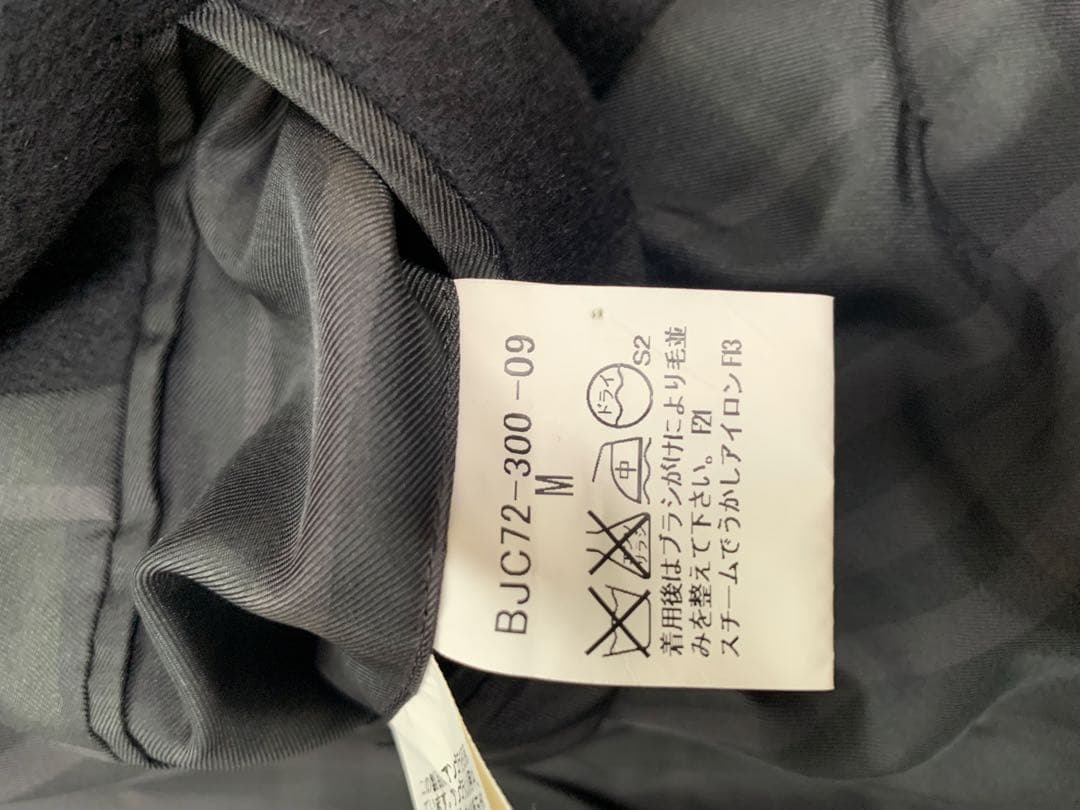 BJC72-300-09
M
中 ドライ
S2
着用後はブラシがけにより毛並
みを整えて下さい。F21
スチームでうかしアイロンF13